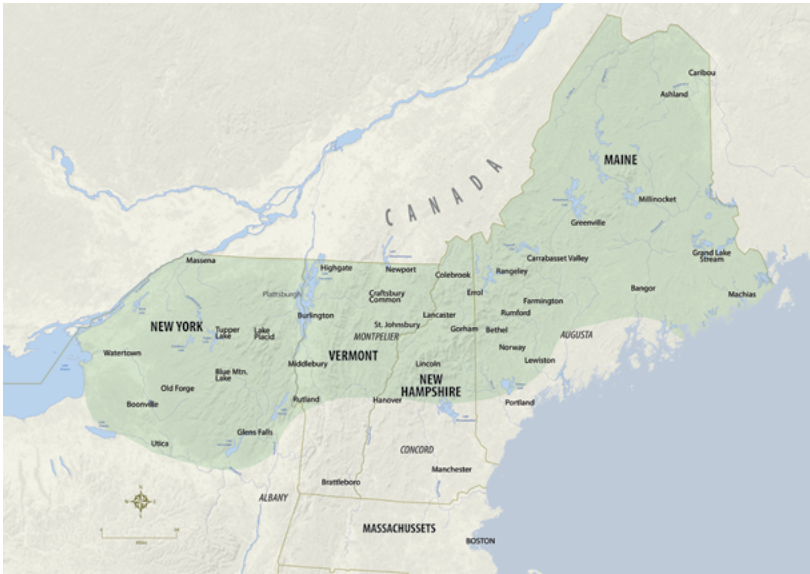 Caribou
Ashland
MAINE
CANADA
Millinocket
Greenville
Grand Lake
Stream
Carrabasset Valley
Massena
Highgate
Newport
Colebrook
Rangeley
Errol
Bangor
Machias
Plattsburgh
Craftsbury
Common
Farmington
Burlington
Lancaster
Rumford
NEW YORK
Tupper
Lake
Lake
Placid
St. Johnsbury
Gorham
Bethel
AUGUSTA
MONTPELIER
Norway
Watertown
VERMONT
Middlebury
Lincoln
Lewiston
Blue Mtn.
Lake
NEW
HAMPSHIRE
Old Forge
Boonville
Rutland
Hanover
Portland
Utica
Glens Falls
CONCORD
Manchester
Brattleboro
ALBANY
MASSACHUSSETS
BOSTON